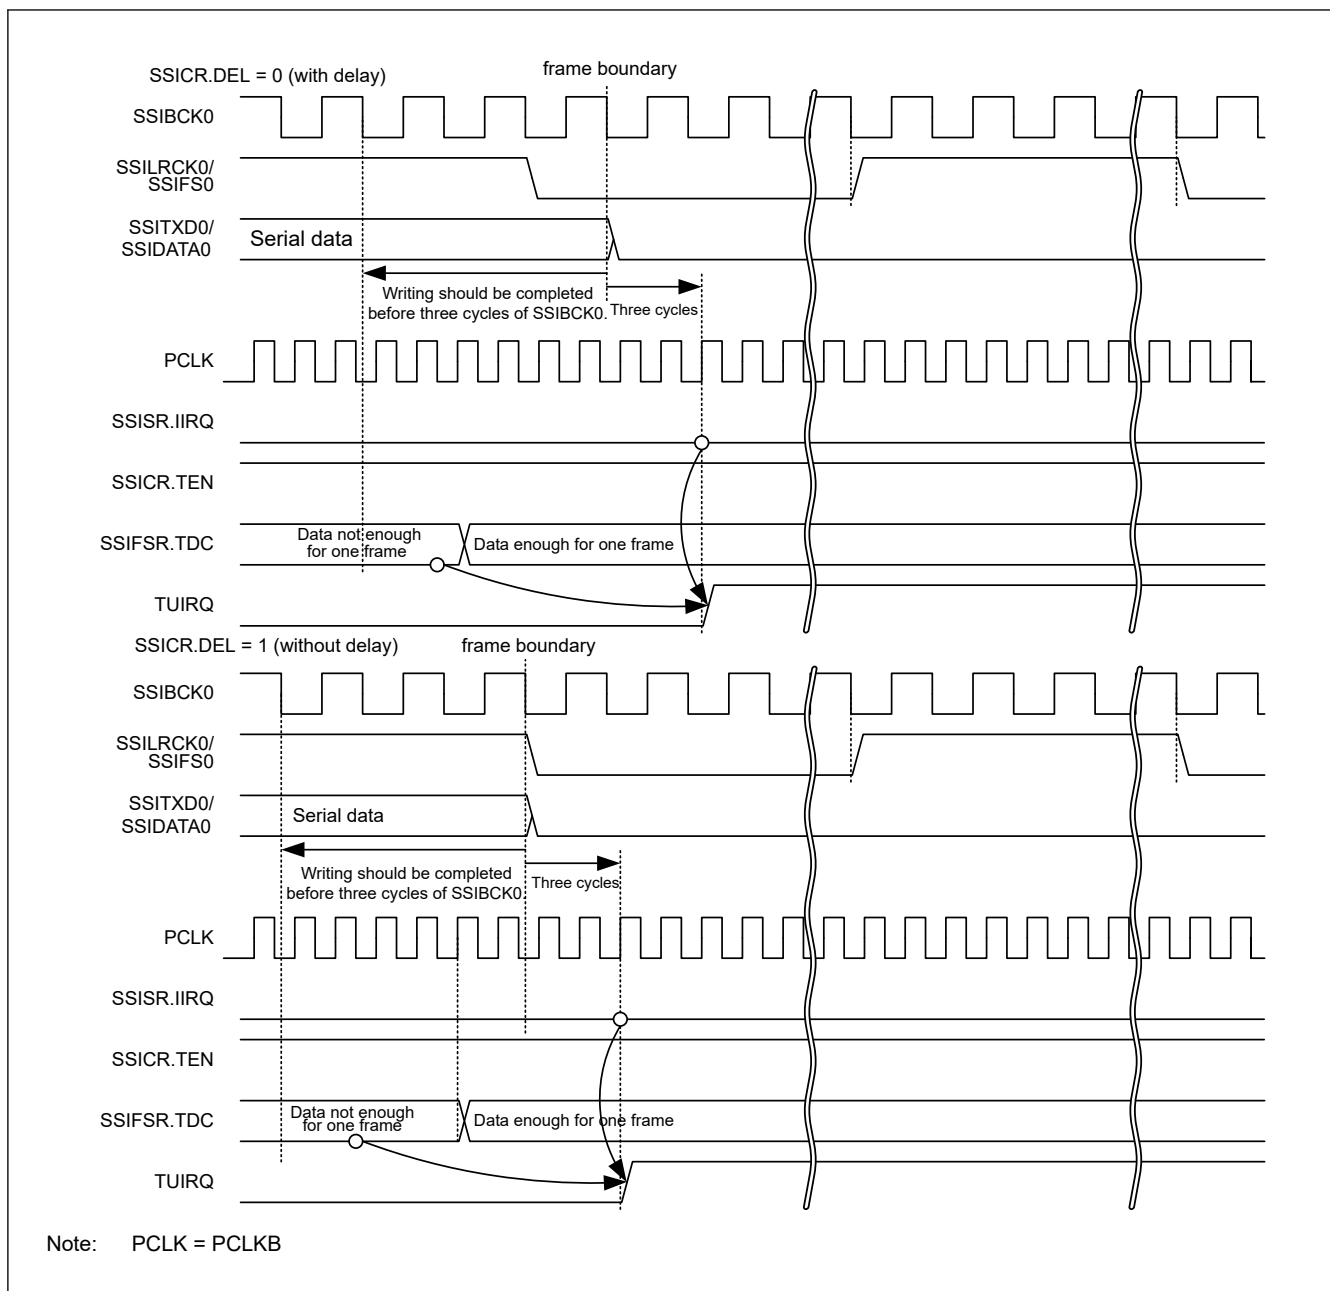 SSICR.DEL = 0 (with delay)
frame boundary
SSIBCK0
SSILRCK0/
SSIFS0
SSITXD0/
SSIDATA0
Serial data
Writing should be completed
before three cycles of SSIBCK0.
Three cycles
PCLK
SSISR.IIRQ
SSICR.TEN
SSIFSR.TDC
Data not enough
for one frame
Data enough for one frame
TUIRQ
SSICR.DEL = 1 (without delay)
frame boundary
SSIBCK0
SSILRCK0/
SSIFS0
SSITXD0/
SSIDATA0
Serial data
Writing should be completed
before three cycles of SSIBCK0.
Three cycles
PCLK
SSISR.IIRQ
SSICR.TEN
SSIFSR.TDC
Data not enough
for one frame
Data enough for one frame
TUIRQ
Note: PCLK = PCLKB